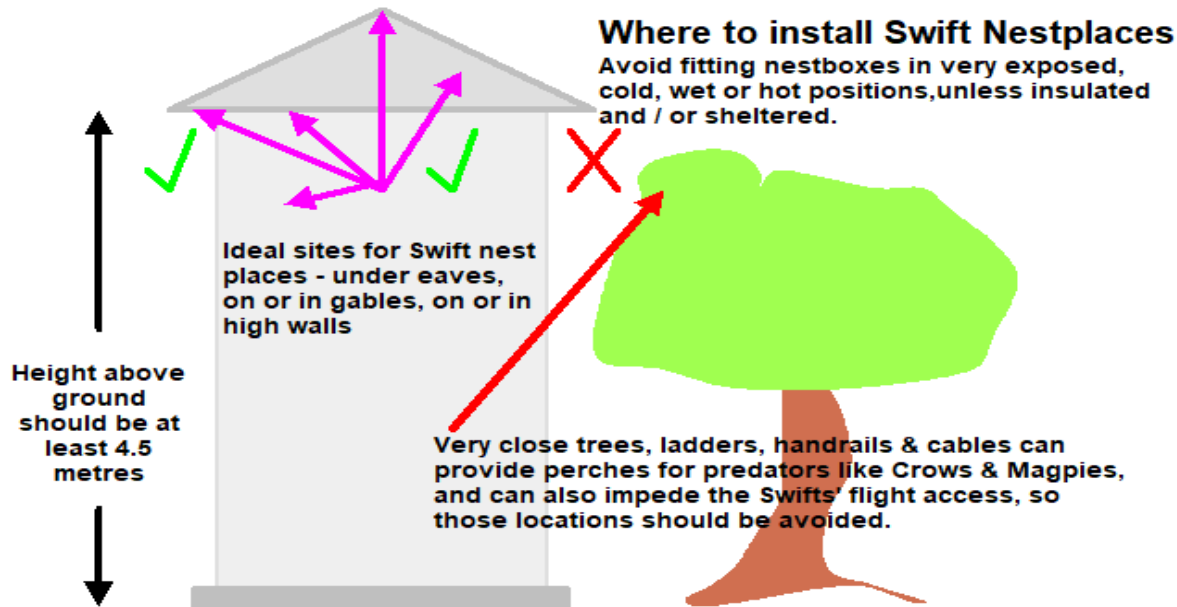 Where to install Swift Nestplaces
Avoid fitting nestboxes in very exposed,
cold, wet or hot positions,unless insulated
and / or sheltered.
Ideal sites for Swift nest
places - under eaves,
on or in gables, on or in
high walls
Height above
ground
should be at
least 4.5
metres
Very close trees, ladders, handrails & cables can
provide perches for predators like Crows & Magpies,
and can also impede the Swifts' flight access, so
those locations should be avoided.